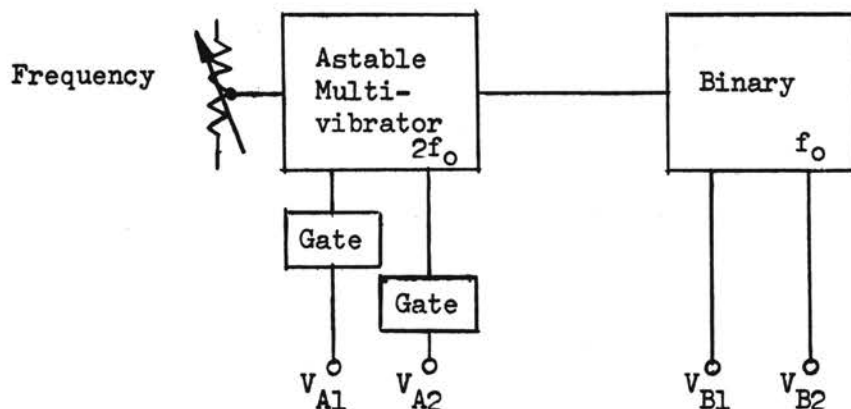 Frequency
Astable
Multi-
vibrator
2fo
Binary
fo
Gate
Gate
VA1
VA2
VB1
VB2